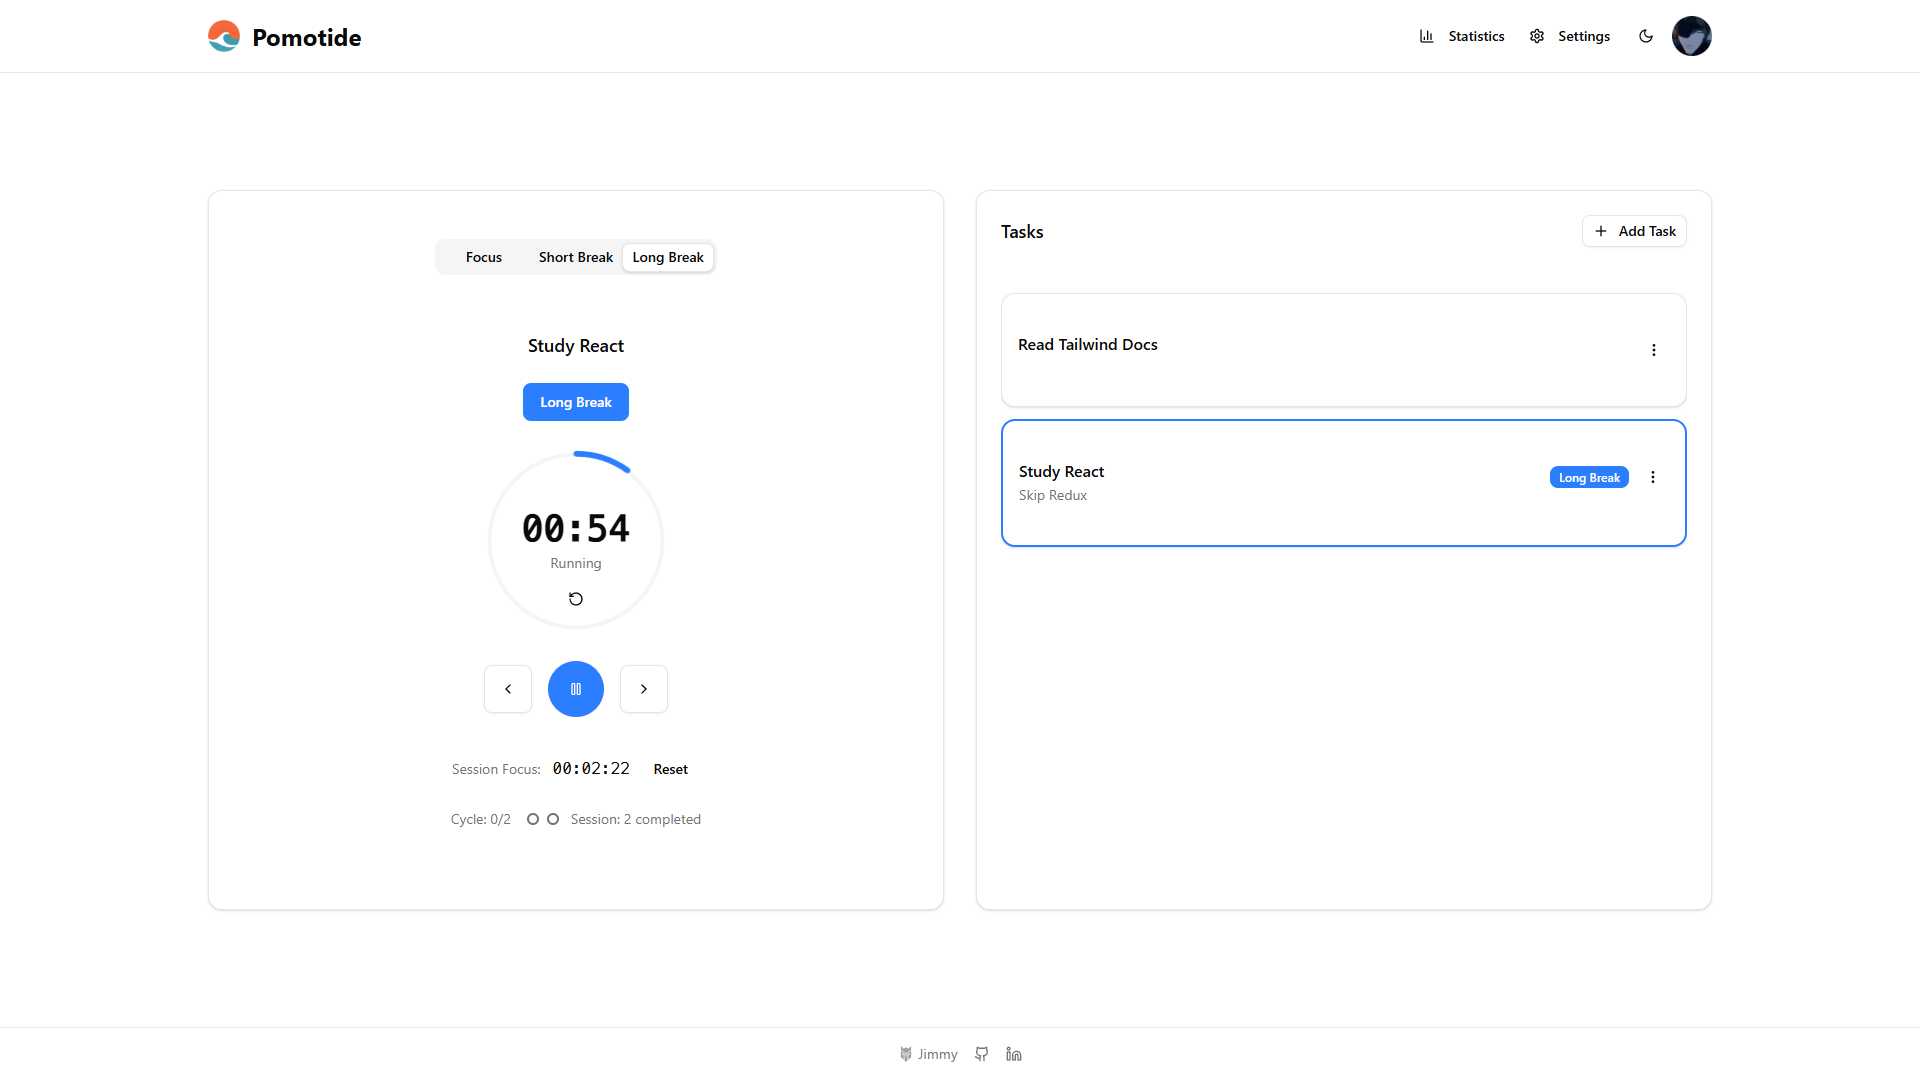 Pomotide
Statistics
Settings
Focus
Short Break
Long Break
Study React
Long Break
00:54
Running
Session Focus: 00:02:22 Reset
Cycle: 0/2 Session: 2 completed
Tasks
Add Task
Read Tailwind Docs
Study React
Skip Redux
Long Break
Jimmy